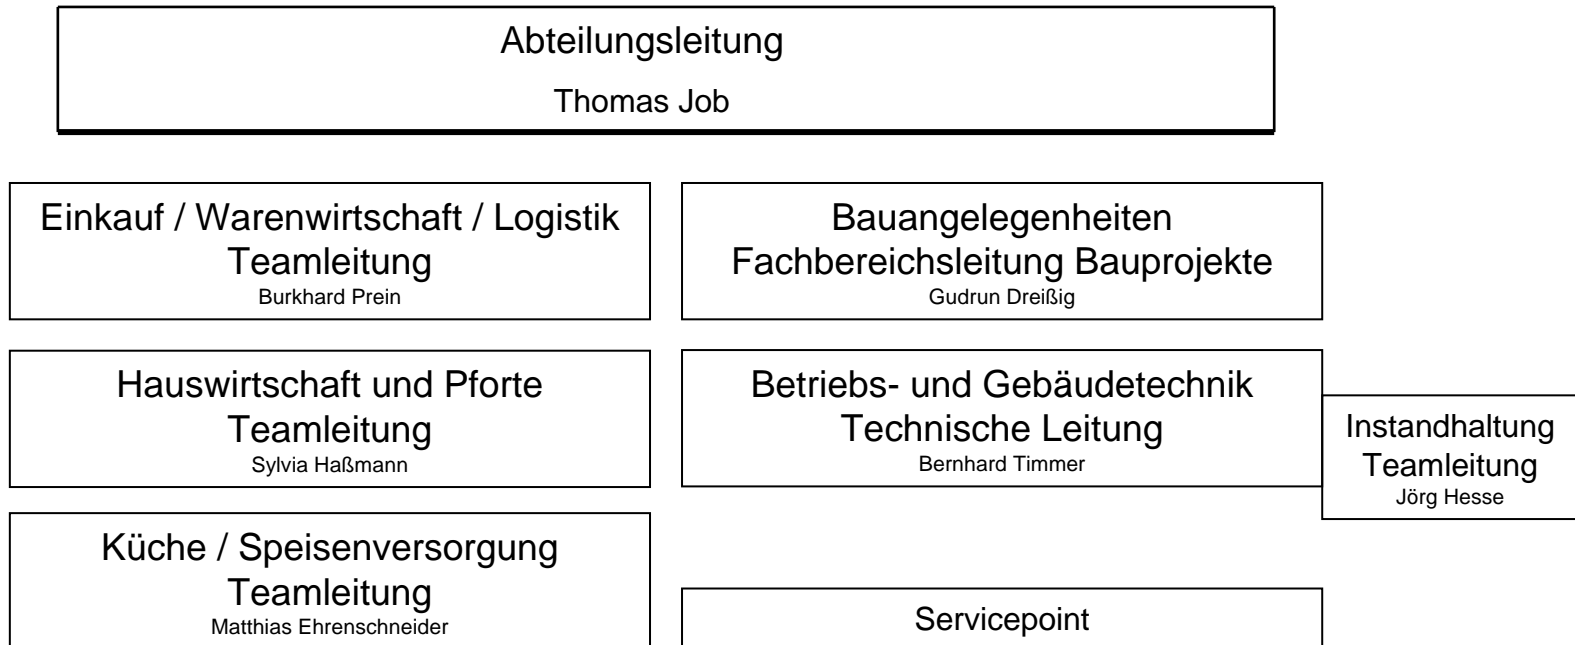 Abteilungsleitung
Thomas Job
Einkauf / Warenwirtschaft / Logistik
Teamleitung
Burkhard Prein
Bauangelegenheiten
Fachbereichsleitung Bauprojekte
Gudrun Dreißig
Hauswirtschaft und Pforte
Teamleitung
Sylvia Haßmann
Betriebs- und Gebäudetechnik
Technische Leitung
Bernhard Timmer
Instandhaltung
Teamleitung
Jörg Hesse
Küche / Speisenversorgung
Teamleitung
Matthias Ehrenschneider
Servicepoint